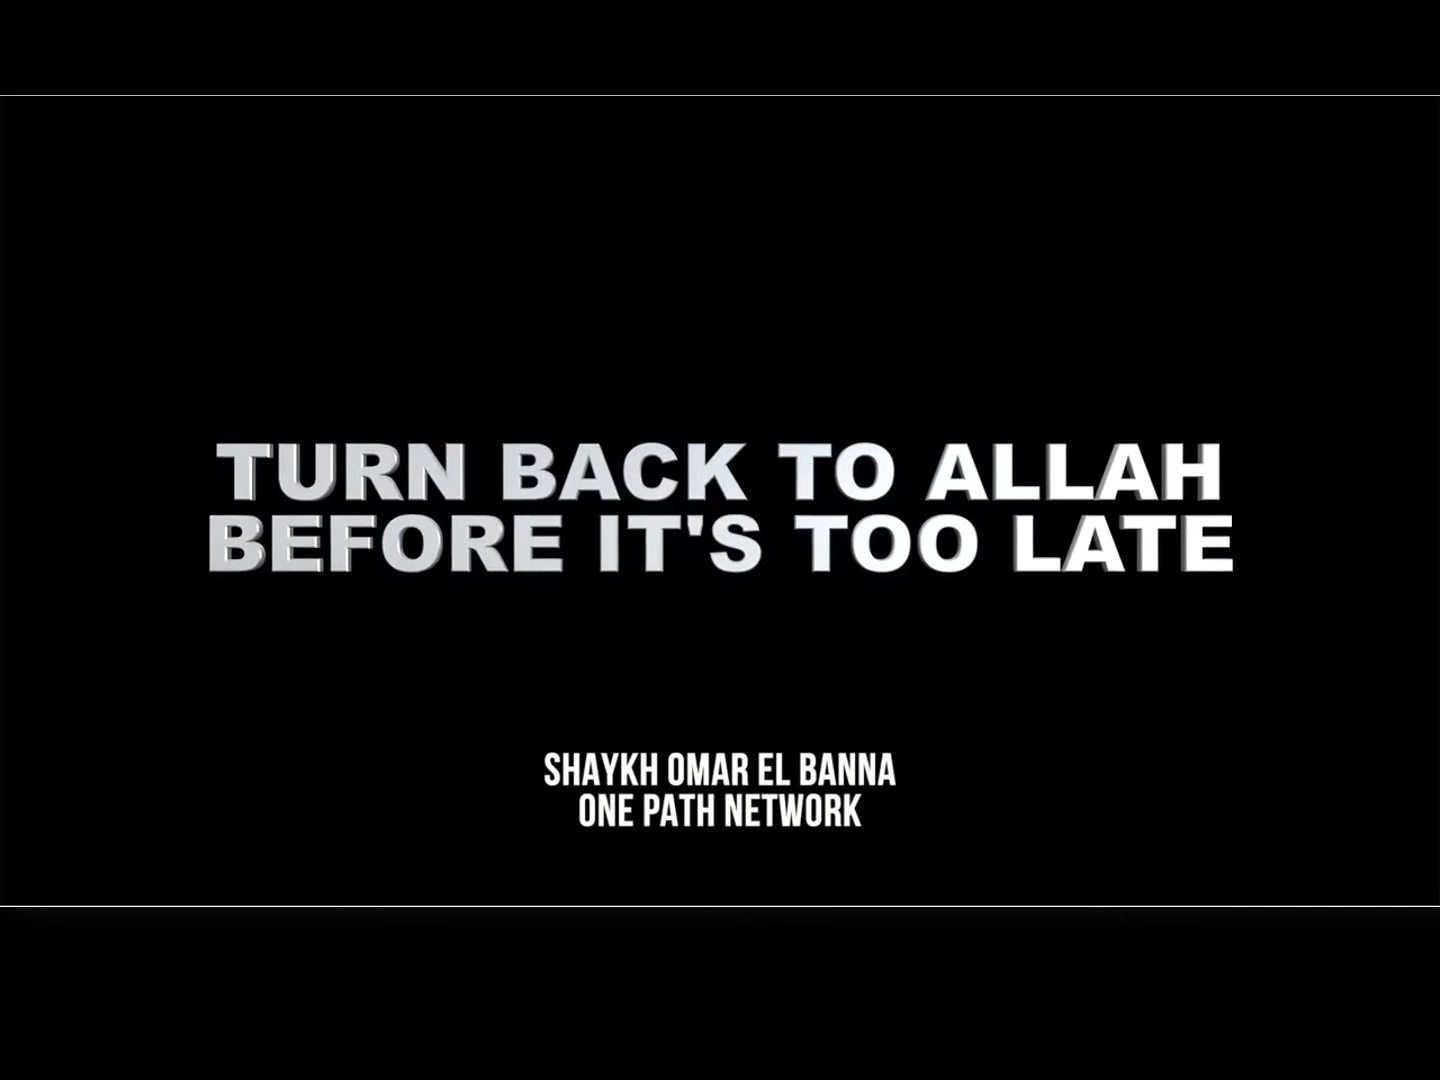 TURN BACK TO ALLAH
BEFORE IT'S TOO LATE
SHAYKH OMAR EL BANNA
ONE PATH NETWORK